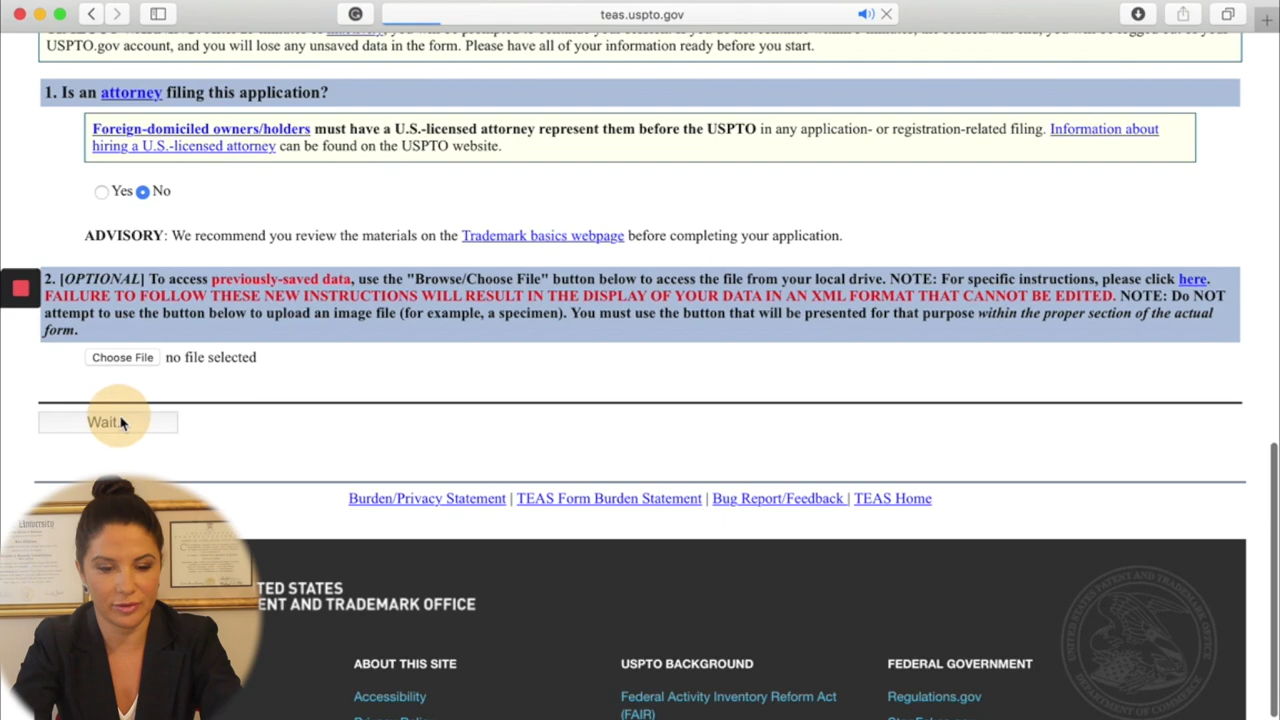 teas.uspto.gov
USPTO.gov account, and you will lose any unsaved data in the form. Please have all of your information ready before you start.
1. Is an attorney filing this application?
Foreign-domiciled owners/holders must have a U.S.-licensed attorney represent them before the USPTO in any application- or registration-related filing. Information about
hiring a U.S.-licensed attorney can be found on the USPTO website.
Yes No
ADVISORY: We recommend you review the materials on the Trademark basics webpage before completing your application.
2. [OPTIONAL] To access previously-saved data, use the "Browse/Choose File" button below to access the file from your local drive. NOTE: For specific instructions, please click here.
FAILURE TO FOLLOW THESE NEW INSTRUCTIONS WILL RESULT IN THE DISPLAY OF YOUR DATA IN AN XML FORMAT THAT CANNOT BE EDITED. NOTE: Do NOT
attempt to use the button below to upload an image file (for example, a specimen). You must use the button that will be presented for that purpose within the proper section of the actual
form.
Choose File no file selected
Wait..
Burden/Privacy Statement | TEAS Form Burden Statement | Bug Report/Feedback | TEAS Home
TED STATES
ENT AND TRADEMARK OFFICE
ABOUT THIS SITE
Accessibility
USPTO BACKGROUND
Federal Activity Inventory Reform Act
(FAIR)
FEDERAL GOVERNMENT
Regulations.gov